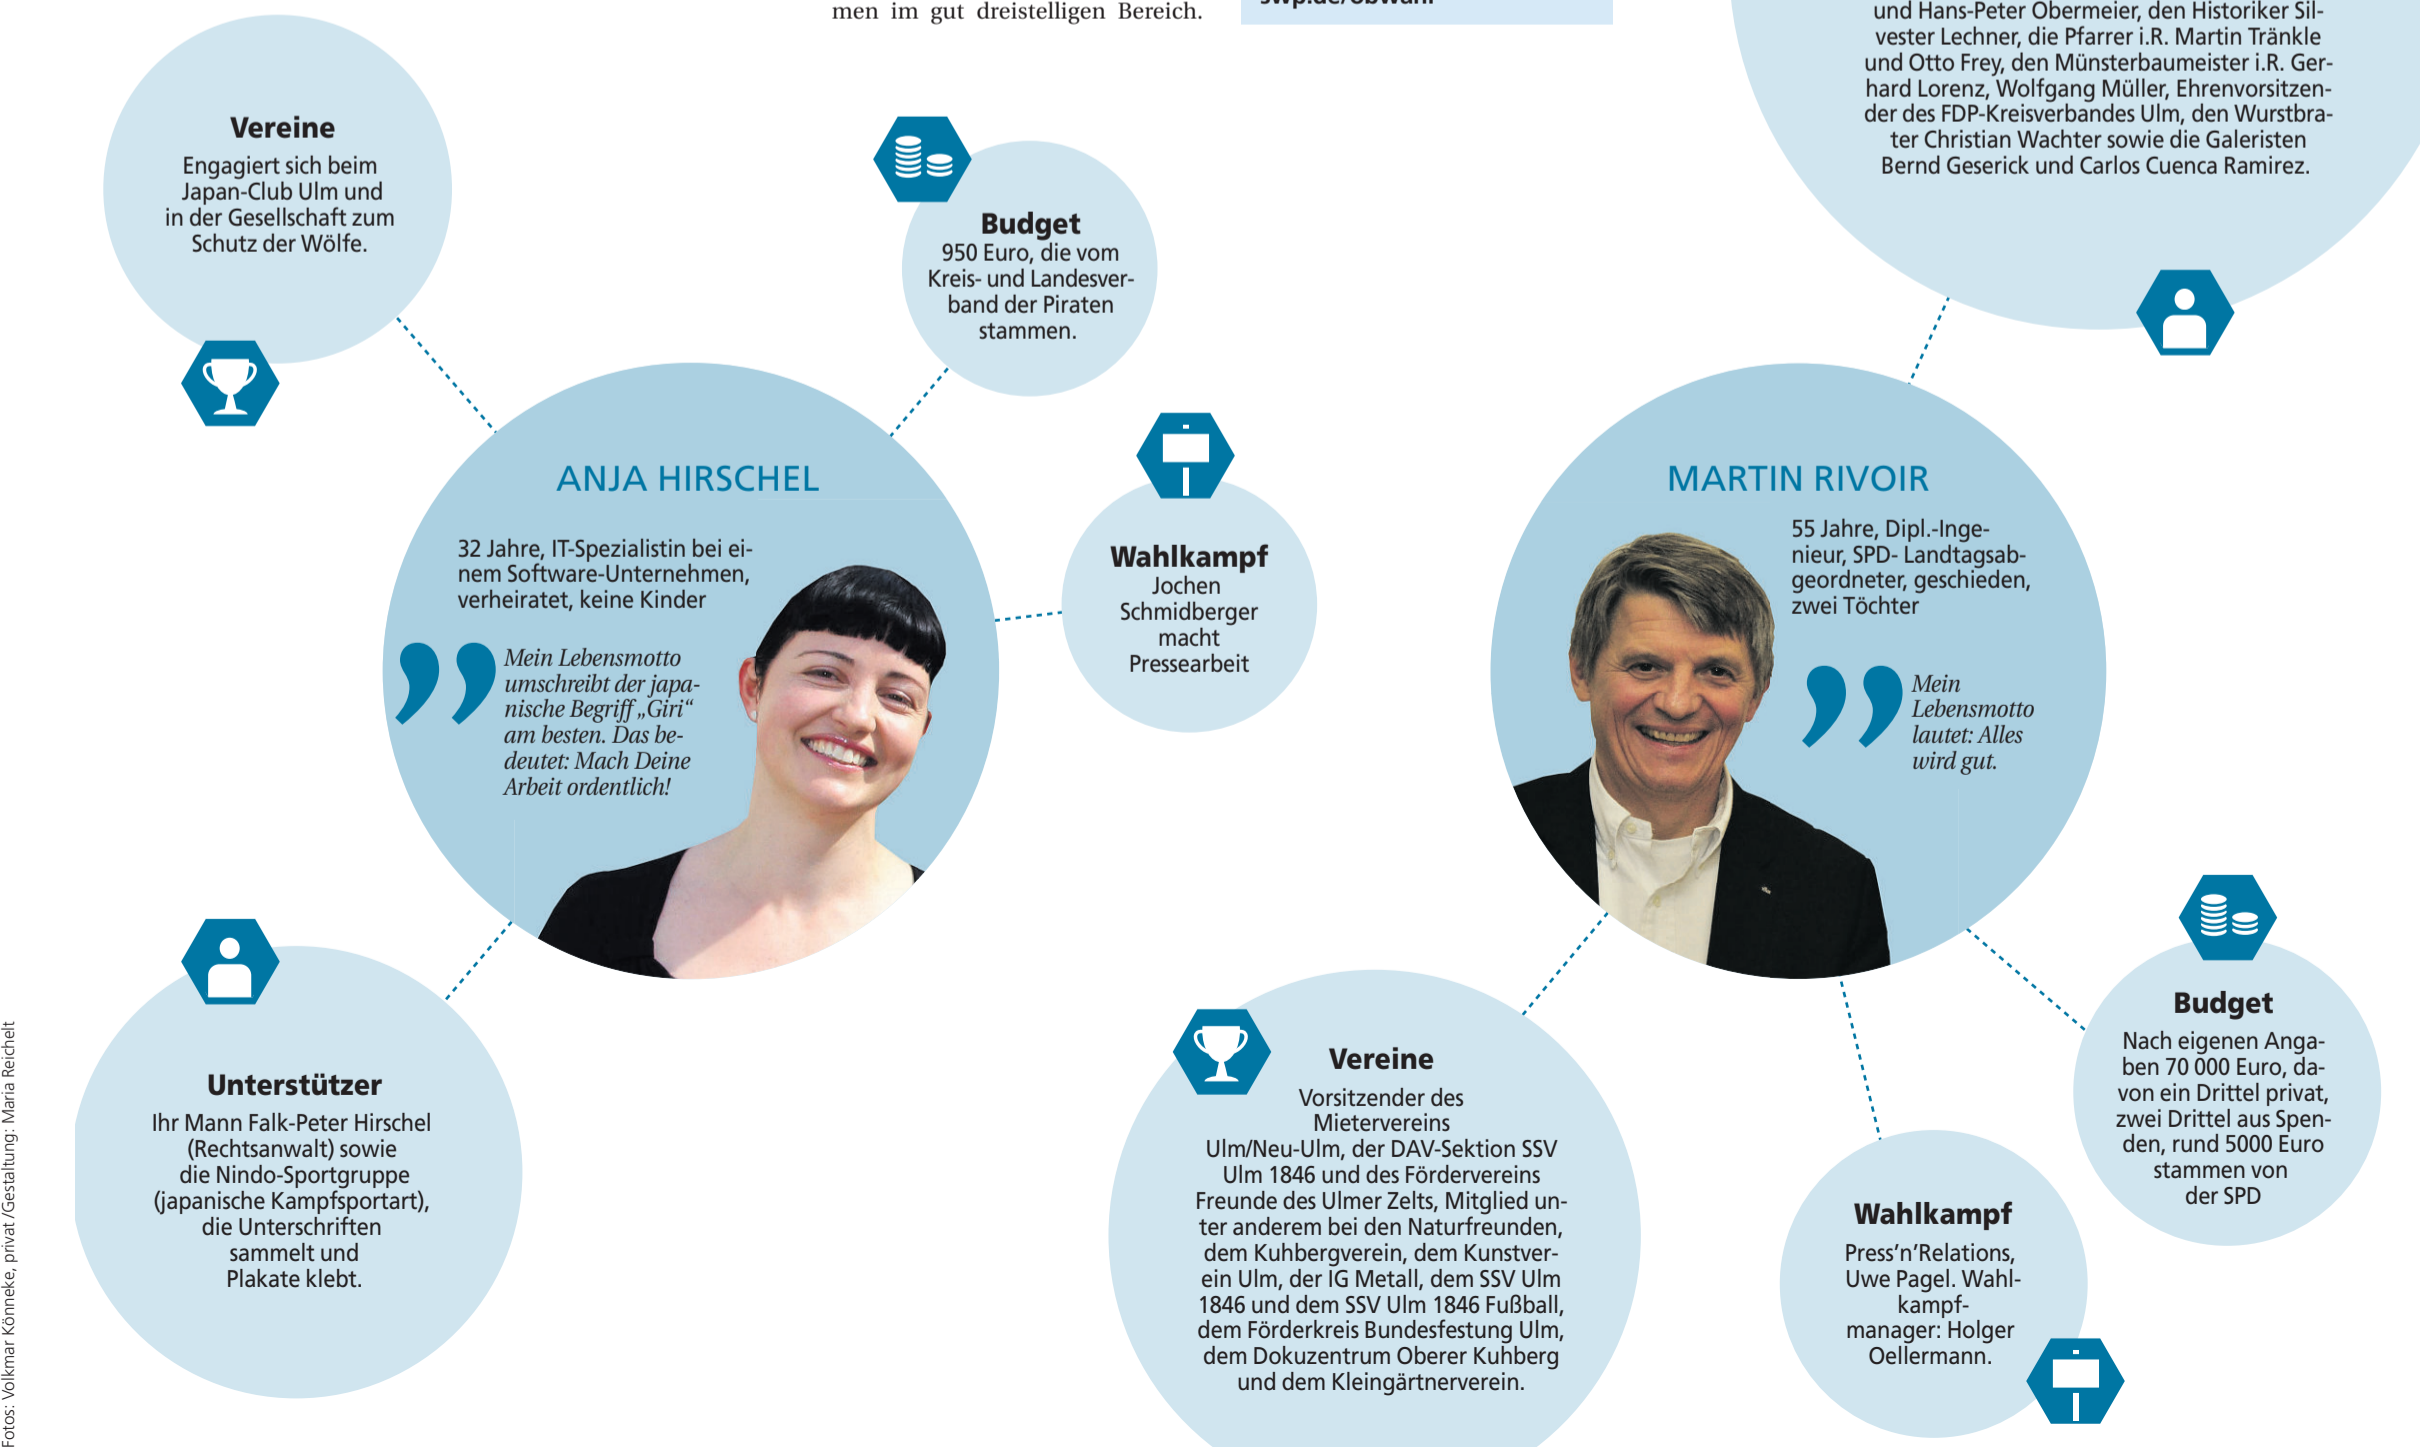 men im gut dreistelligen Bereich.
swp.de/obwahl
und Hans-Peter Obermeier, den Historiker Sil-
vester Lechner, die Pfarrer i.R. Martin Tränkle
und Otto Frey, den Münsterbaumeister i.R. Ger-
hard Lorenz, Wolfgang Müller, Ehrenvorsitzen-
der des FDP-Kreisverbandes Ulm, den Wurstbra-
ter Christian Wachter sowie die Galeristen
Bernd Geserick und Carlos Cuenca Ramirez.
Vereine
Engagiert sich beim
Japan-Club Ulm und
in der Gesellschaft zum
Schutz der Wölfe.
Budget
950 Euro, die vom
Kreis- und Landesver-
band der Piraten
stammen.
ANJA HIRSCHEL
32 Jahre, IT-Spezialistin bei ei-
nem Software-Unternehmen,
verheiratet, keine Kinder
”
Mein Lebensmotto
umschreibt der japa-
nische Begriff „Giri“
am besten. Das be-
deutet: Mach Deine
Arbeit ordentlich!
Wahlkampf
Jochen
Schmidberger
macht
Pressearbeit
Unterstützer
Ihr Mann Falk-Peter Hirschel
(Rechtsanwalt) sowie
die Nindo-Sportgruppe
(japanische Kampfsportart),
die Unterschriften
sammelt und
Plakate klebt.
MARTIN RIVOIR
55 Jahre, Dipl.-Inge-
nieur, SPD- Landtagsab-
geordneter, geschieden,
zwei Töchter
”
Mein
Lebensmotto
lautet: Alles
wird gut.
Vereine
Vorsitzender des
Mietervereins
Ulm/Neu-Ulm, der DAV-Sektion SSV
Ulm 1846 und des Fördervereins
Freunde des Ulmer Zelts, Mitglied un-
ter anderem bei den Naturfreunden,
dem Kuhbergverein, dem Kunstver-
ein Ulm, der IG Metall, dem SSV Ulm
1846 und dem SSV Ulm 1846 Fußball,
dem Förderkreis Bundesfestung Ulm,
dem Dokuzentrum Oberer Kuhberg
und dem Kleingärtnerverein.
Wahlkampf
Press’n’Relations,
Uwe Pagel. Wahl-
kampf-
manager: Holger
Oellermann.
Budget
Nach eigenen Anga-
ben 70 000 Euro, da-
von ein Drittel privat,
zwei Drittel aus Spen-
den, rund 5000 Euro
stammen von
der SPD
Fotos: Volkmar Könneke, privat /Gestaltung: Maria Reichelt